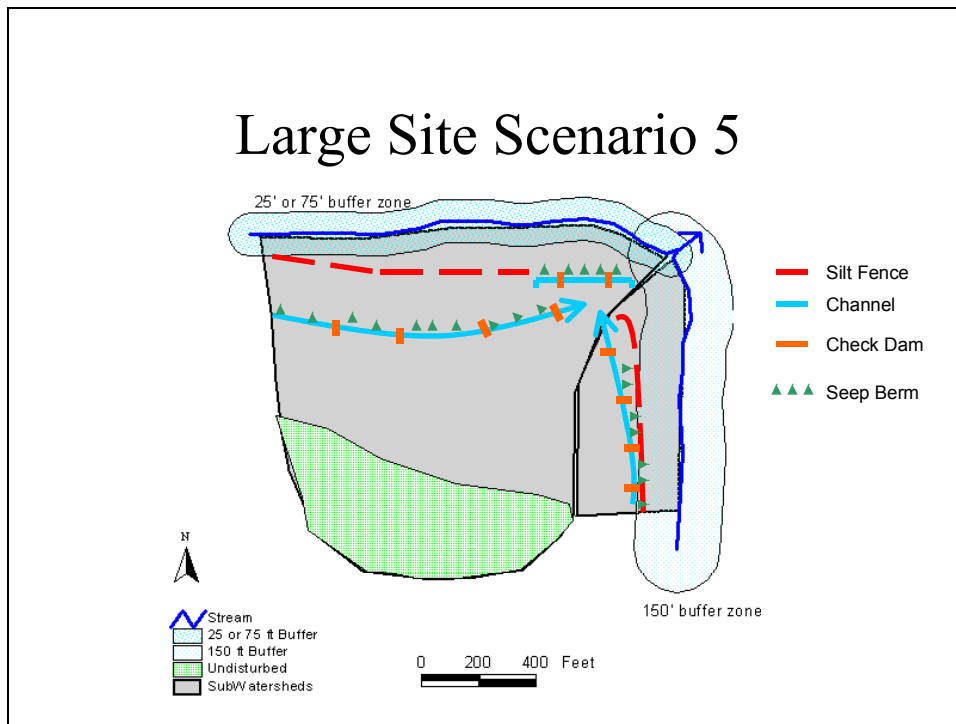 Large Site Scenario 5
25' or 75' buffer zone
Silt Fence
Channel
Check Dam
Seep Berm
N
150' buffer zone
Stream
25 or 75 ft Buffer
150 ft Buffer
Undisturbed
SubWatersheds
0 200 400 Feet